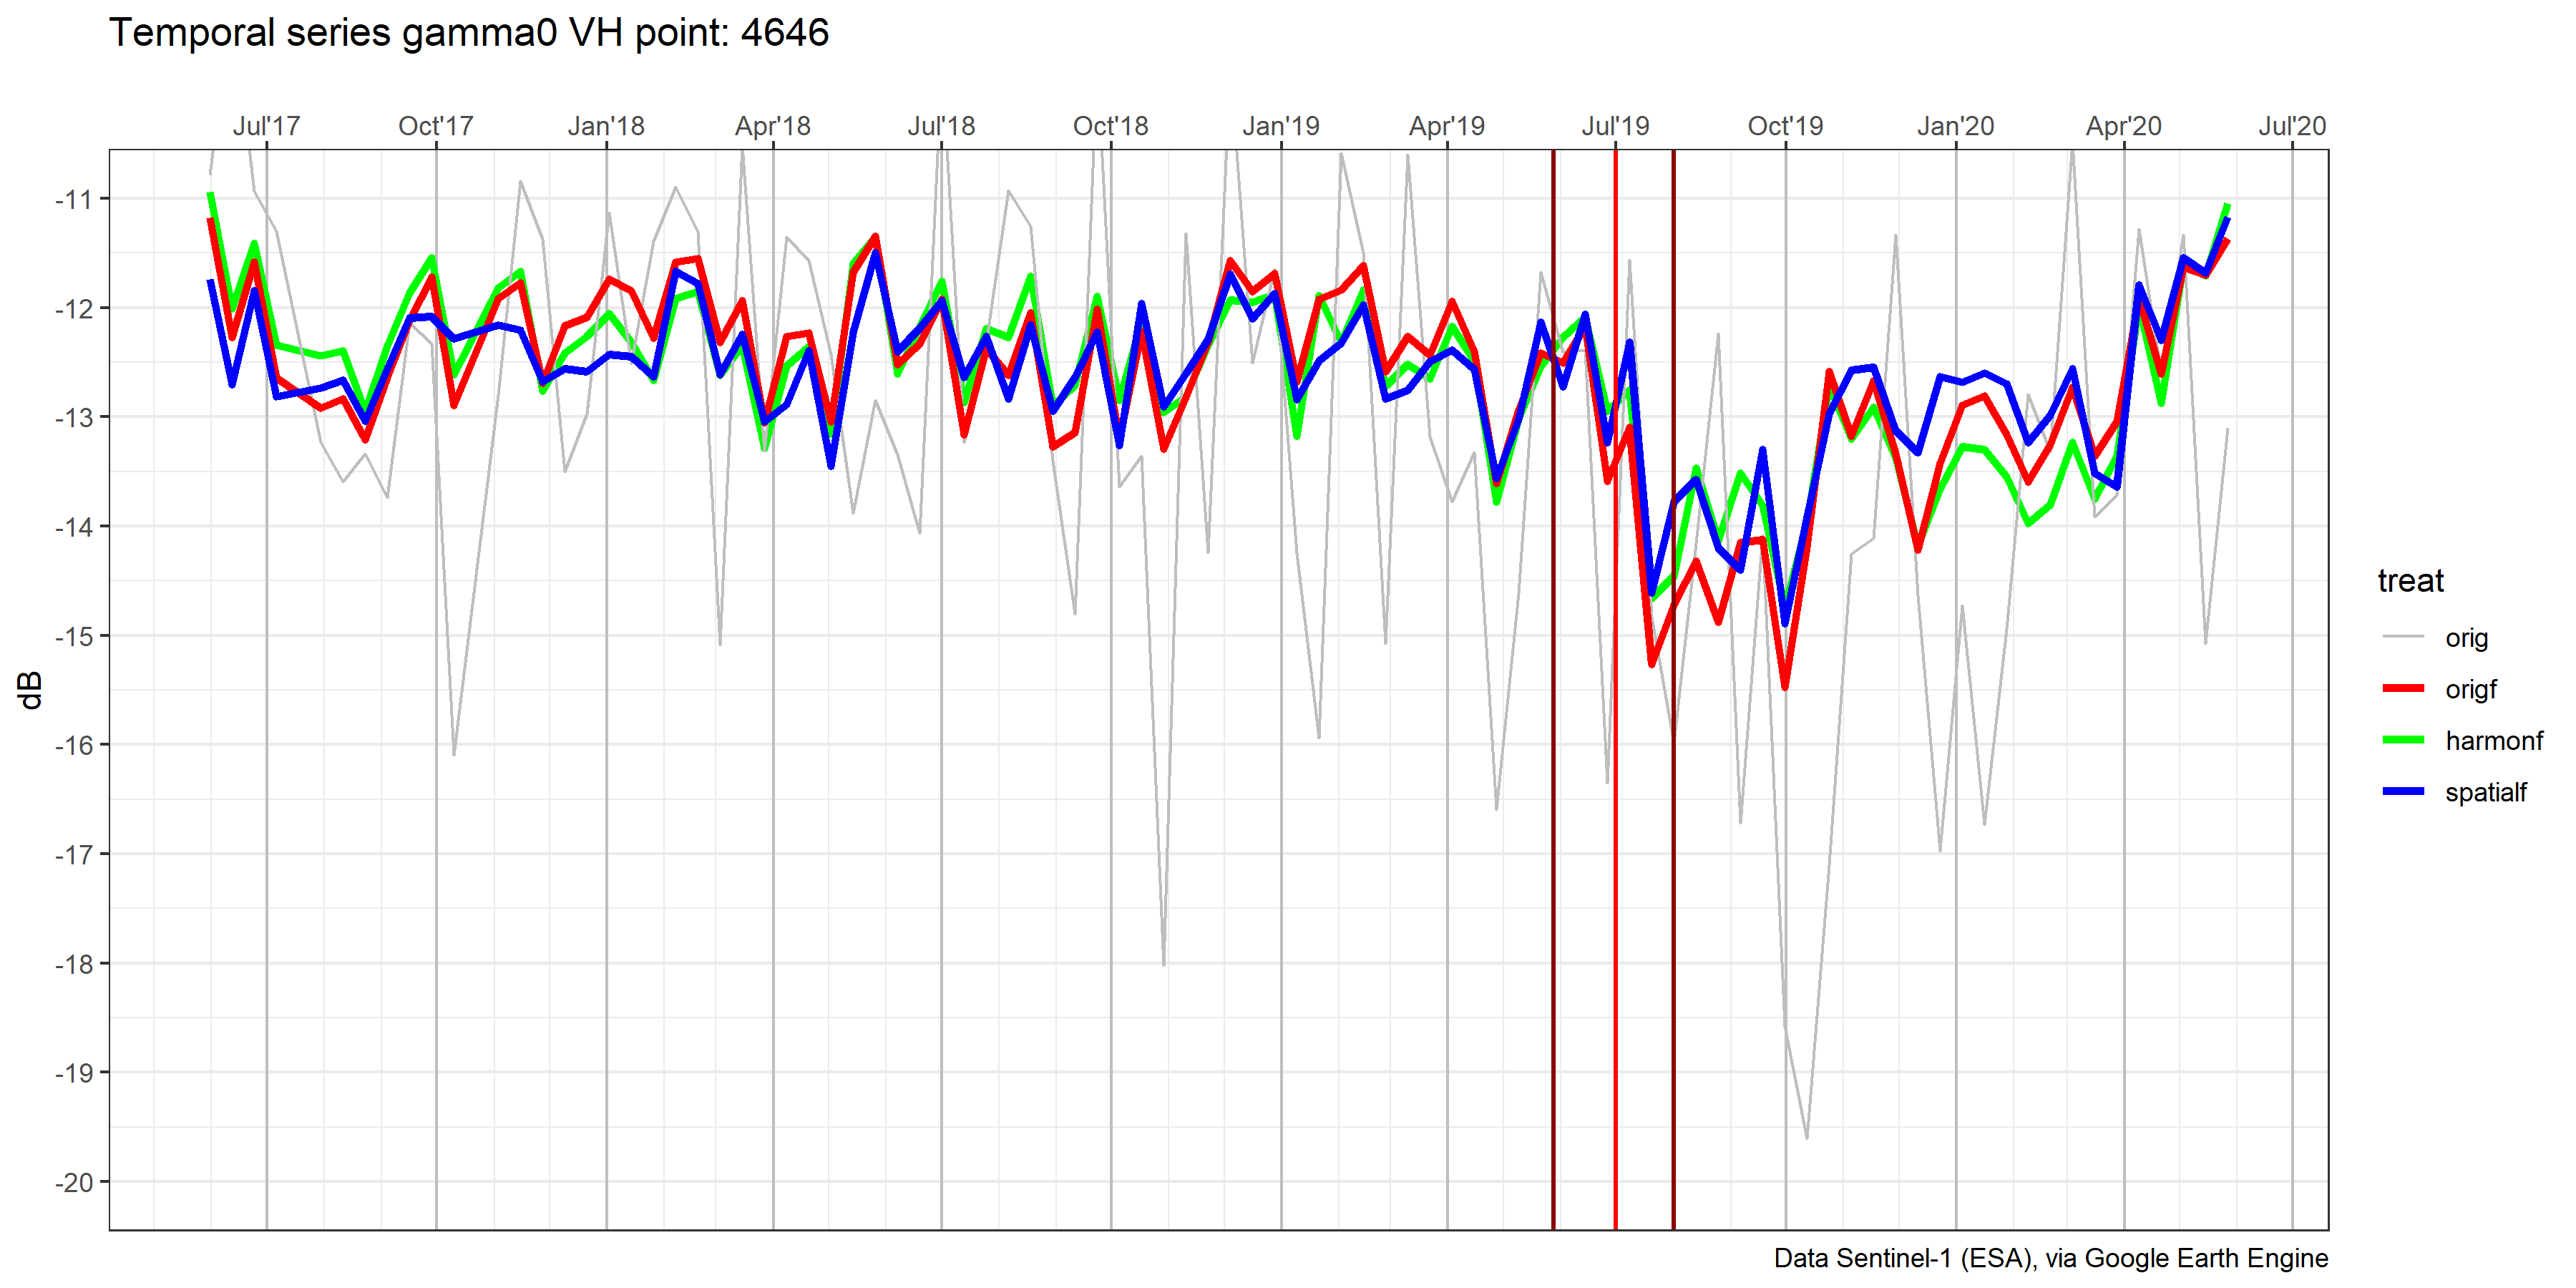 Temporal series gamma0 VH point: 4646
Jul'17 Oct'17 Jan'18 Apr'18 Jul'18 Oct'18 Jan'19 Apr'19 Jul'19 Oct'19 Jan'20 Apr'20 Jul'20
-11
-12
-13
-14
-15
-16
-17
-18
-19
-20
dB
treat
orig
origf
harmonf
spatialf
Data Sentinel-1 (ESA), via Google Earth Engine